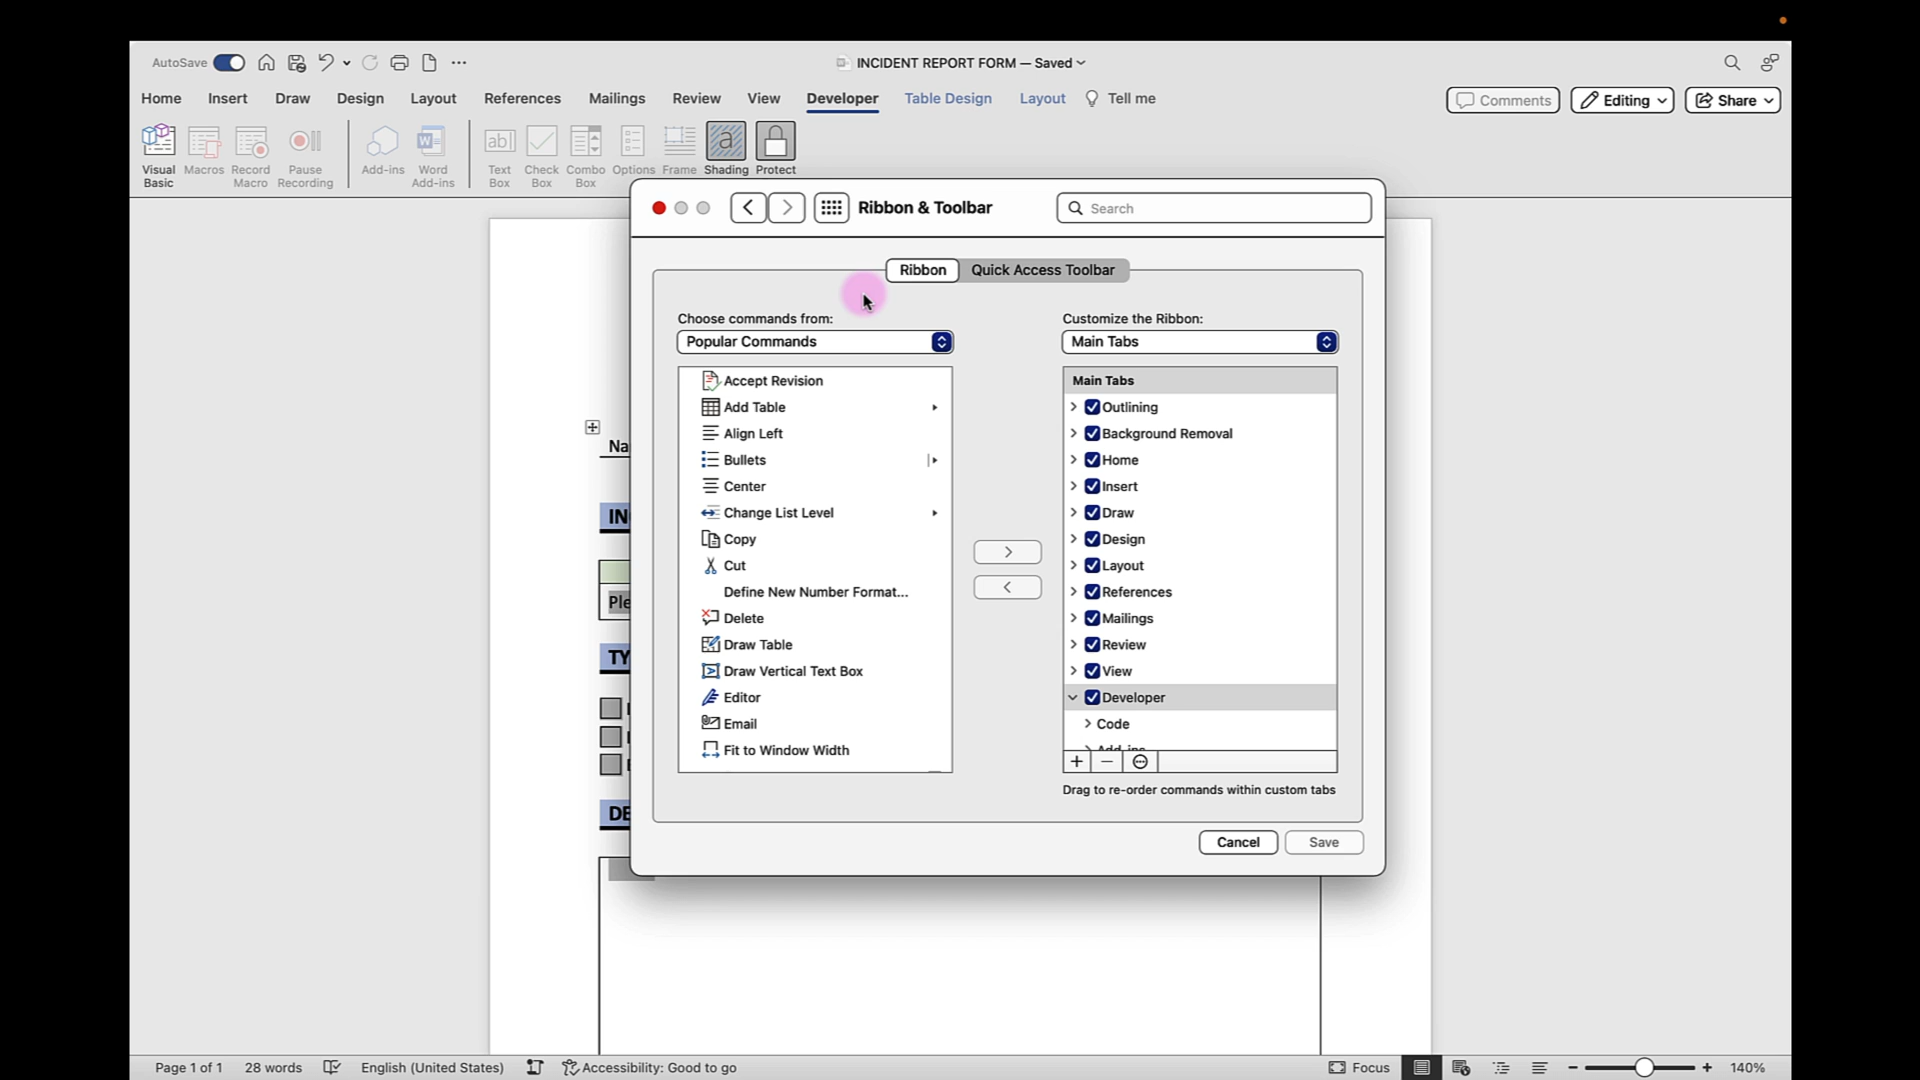 AutoSave
INCIDENT REPORT FORM — Saved
Home Insert Draw Design Layout References Mailings Review View Developer Table Design Layout Tell me
Comments Editing Share
Visual Basic
Macros
Record Macro
Pause Recording
Add-ins
Word Add-ins
Text Box
Check Box
Combo Box
Options
Frame
Shading
Protect
Ribbon & Toolbar
Search
Ribbon Quick Access Toolbar
Choose commands from:
Popular Commands
Accept Revision
Add Table
Align Left
Bullets
Center
Change List Level
Copy
Cut
Define New Number Format...
Delete
Draw Table
Draw Vertical Text Box
Editor
Email
Fit to Window Width
Customize the Ribbon:
Main Tabs
Main Tabs
Outlining
Background Removal
Home
Insert
Draw
Design
Layout
References
Mailings
Review
View
Developer
Code
Add-ins
Drag to re-order commands within custom tabs
Cancel Save
Na
IN
Ple
TY
DE
Page 1 of 1 28 words English (United States) Accessibility: Good to go Focus 140%